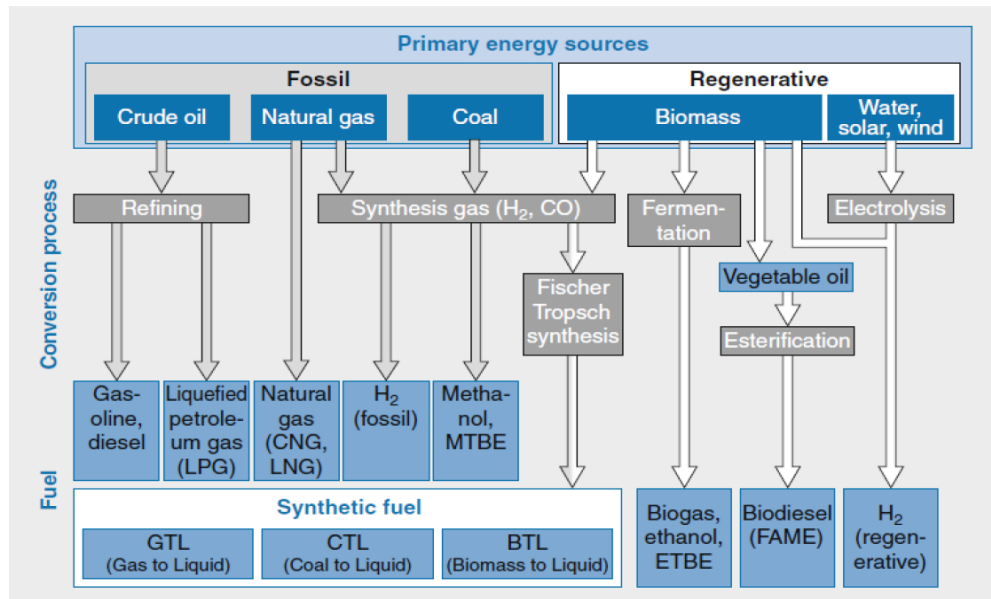 Primary energy sources
Fossil
Regenerative
Crude oil
Natural gas
Coal
Biomass
Water,
solar, wind
Conversion process
Refining
Synthesis gas (H₂, CO)
Fermen-
tation
Electrolysis
Vegetable oil
Fischer
Tropsch
synthesis
Esterification
Fuel
Gas-
oline,
diesel
Liquefied
petrole-
um gas
(LPG)
Natural
gas
(CNG,
LNG)
H₂
(fossil)
Metha-
nol,
MTBE
Synthetic fuel
GTL
(Gas to Liquid)
CTL
(Coal to Liquid)
BTL
(Biomass to Liquid)
Biogas,
ethanol,
ETBE
Biodiesel
(FAME)
H₂
(regen-
erative)